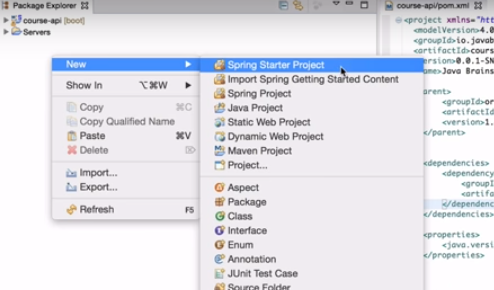 Package Explorer
course-api/pom.xml
course-api [boot]
Servers
New
Show In ⌥⌘W
Copy ⌘C
Copy Qualified Name
Paste ⌘V
Delete ⌦
Import...
Export...
Refresh F5
Spring Starter Project
Import Spring Getting Started Content
Spring Project
Java Project
Static Web Project
Dynamic Web Project
Maven Project
Project...
Aspect
Package
Class
Interface
Enum
Annotation
JUnit Test Case
Source Folder
<project xmlns="htt
<modelVersion>4.0
<groupId>io.javab
<artifactId>cours
<version>0.0.1-SN
<name>Java Brains
parent>
<groupId>or
<artifactId
<version>1.
</parent>
<dependencies>
<dependency
<groupI
<artifa
</dependenc
</dependencies>
<properties>
<java.versi